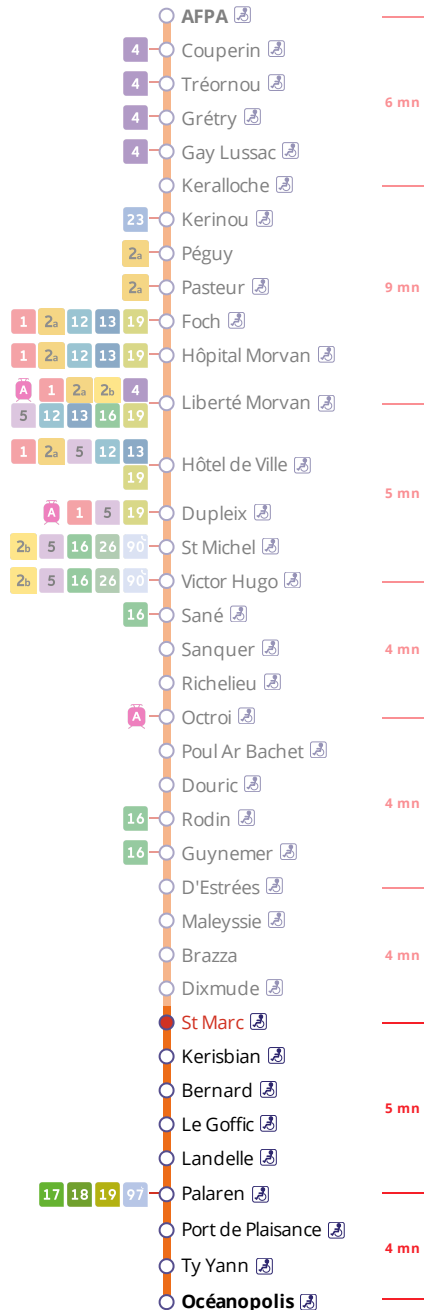 AFPA
4 Couperin
4 Tréornou
6 mn
4 Grétry
4 Gay Lussac
Keralloche
23 Kerinou
2a Péguy
2a Pasteur
9 mn
1 2a 12 13 19 Foch
1 2a 12 13 19 Hôpital Morvan
A 1 2a 2b 4
5 12 13 16 19
Liberté Morvan
1 2a 5 12 13
19
Hôtel de Ville
5 mn
A 1 5 19 Dupleix
2b 5 16 26 90 St Michel
2b 5 16 26 90 Victor Hugo
16 Sané
Sanquer
4 mn
Richelieu
A Octroi
Poul Ar Bachet
Douric
4 mn
16 Rodin
16 Guynemer
D'Estrées
Maleyssie
Brazza
4 mn
Dixmude
St Marc
Kerisbian
Bernard
5 mn
Le Goffic
Landelle
17 18 19 97 Palaren
Port de Plaisance
4 mn
Ty Yann
Océanopolis